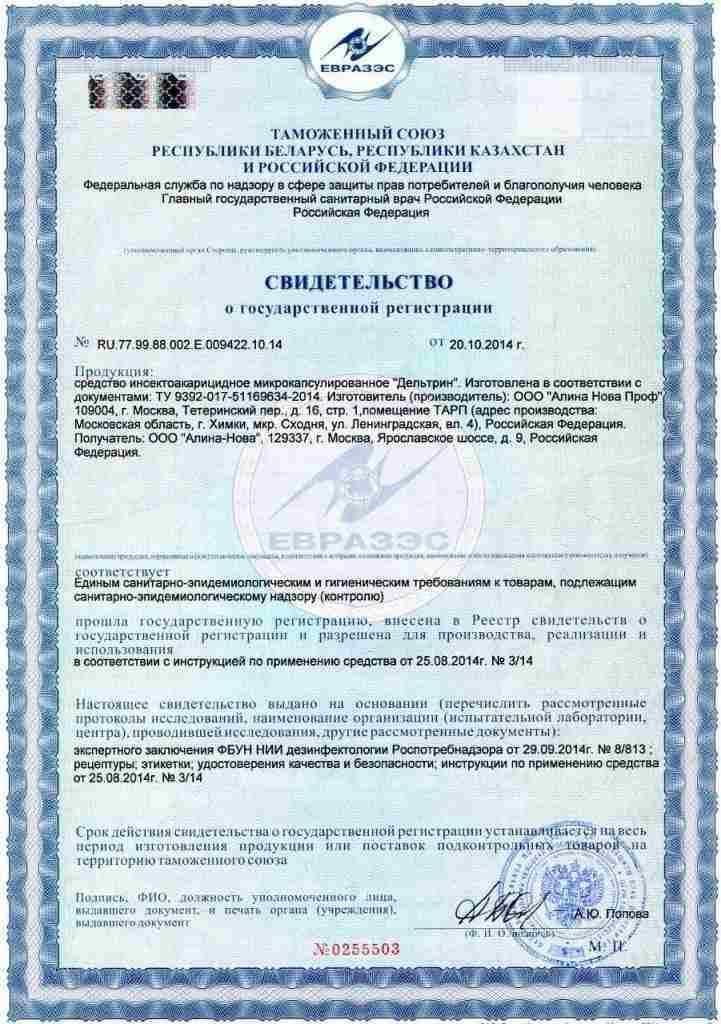 ЕВРАЗЭС
ТАМОЖЕННЫЙ СОЮЗ
РЕСПУБЛИКИ БЕЛАРУСЬ, РЕСПУБЛИКИ КАЗАХСТАН
И РОССИЙСКОЙ ФЕДЕРАЦИИ
Федеральная служба по надзору в сфере защиты прав потребителей и благополучия человека
Главный государственный санитарный врач Российской Федерации
Российская Федерация
(уполномоченный орган Стороны, руководитель уполномоченного органа, наименование административно-территориального образования)
СВИДЕТЕЛЬСТВО
о государственной регистрации
№ RU.77.99.88.002.Е.009422.10.14 от 20.10.2014 г.
Продукция:
средство инсектоакарицидное микрокапсулированное "Дельтрин". Изготовлена в соответствии с
документами: ТУ 9392-017-51169634-2014. Изготовитель (производитель): ООО "Алина Нова Проф"
109004, г. Москва, Тетеринский пер., д. 16, стр. 1,помещение ТАРП (адрес производства:
Московская область, г. Химки, мкр. Сходня, ул. Ленинградская, вл. 4), Российская Федерация.
Получатель: ООО "Алина-Нова", 129337, г. Москва, Ярославское шоссе, д. 9, Российская
Федерация.
ЕВРАЗЭС
соответствует
Единым санитарно-эпидемиологическим и гигиеническим требованиям к товарам, подлежащим
санитарно-эпидемиологическому надзору (контролю)
прошла государственную регистрацию, внесена в Реестр свидетельств о
государственной регистрации и разрешена для производства, реализации и
использования
в соответствии с инструкцией по применению средства от 25.08.2014г. № 3/14
Настоящее свидетельство выдано на основании (перечислить рассмотренные
протоколы исследований, наименование организации (испытательной лаборатории,
центра), проводившей исследования, другие рассмотренные документы):
экспертного заключения ФБУН НИИ дезинфектологии Роспотребнадзора от 29.09.2014г. № 8/813 ;
рецептуры; этикетки; удостоверения качества и безопасности; инструкции по применению средства
от 25.08.2014г. № 3/14
Срок действия свидетельства о государственной регистрации устанавливается на весь
период изготовления продукции или поставок подконтрольных товаров на
территорию таможенного союза
Подпись, ФИО, должность уполномоченного лица,
выдавшего документ, и печать органа (учреждения),
выдавшего документ
А.Ю. Попова
(Ф. И. О./подпись)
М. П.
№0255503